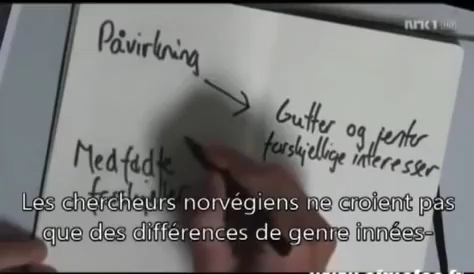 NRK1
Påvirkning
Gutter og jenter
forskjellige interesser
Medfødte
Les chercheurs norvégiens ne croient pas
que des différences de genre innées-